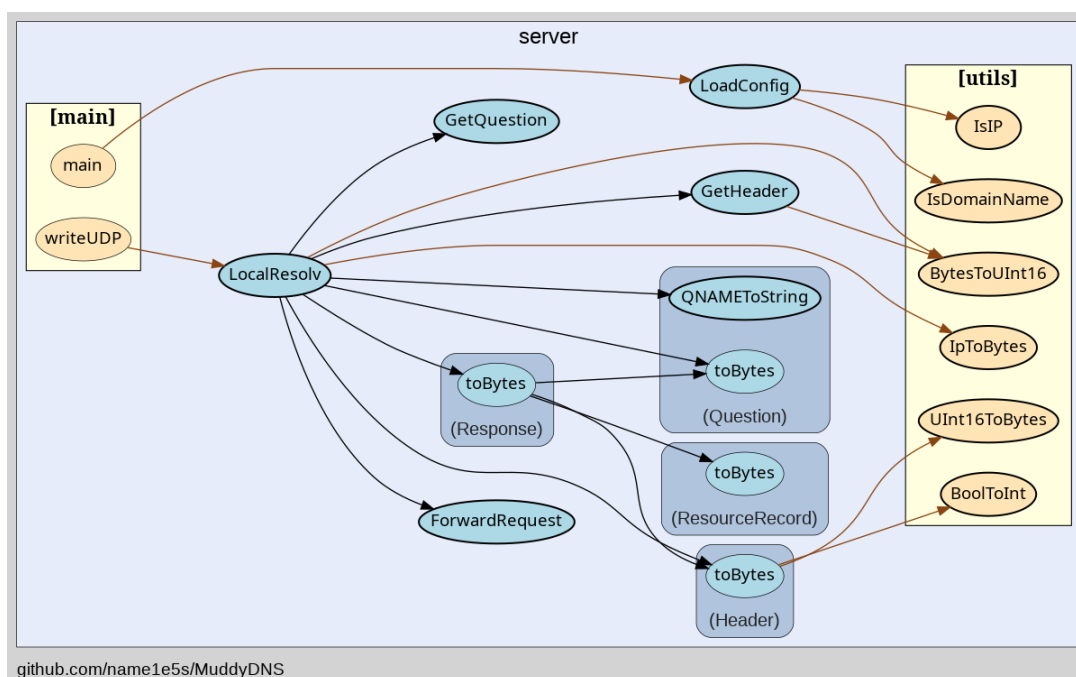 server
[main]
main
writeUDP
LocalResolv
GetQuestion
toBytes
(Response)
ForwardRequest
LoadConfig
GetHeader
QNAMEToString
toBytes
(Question)
toBytes
(ResourceRecord)
toBytes
(Header)
[utils]
IsIP
IsDomainName
BytesToUInt16
IpToBytes
UInt16ToBytes
BoolToInt
github.com/name1e5s/MuddyDNS